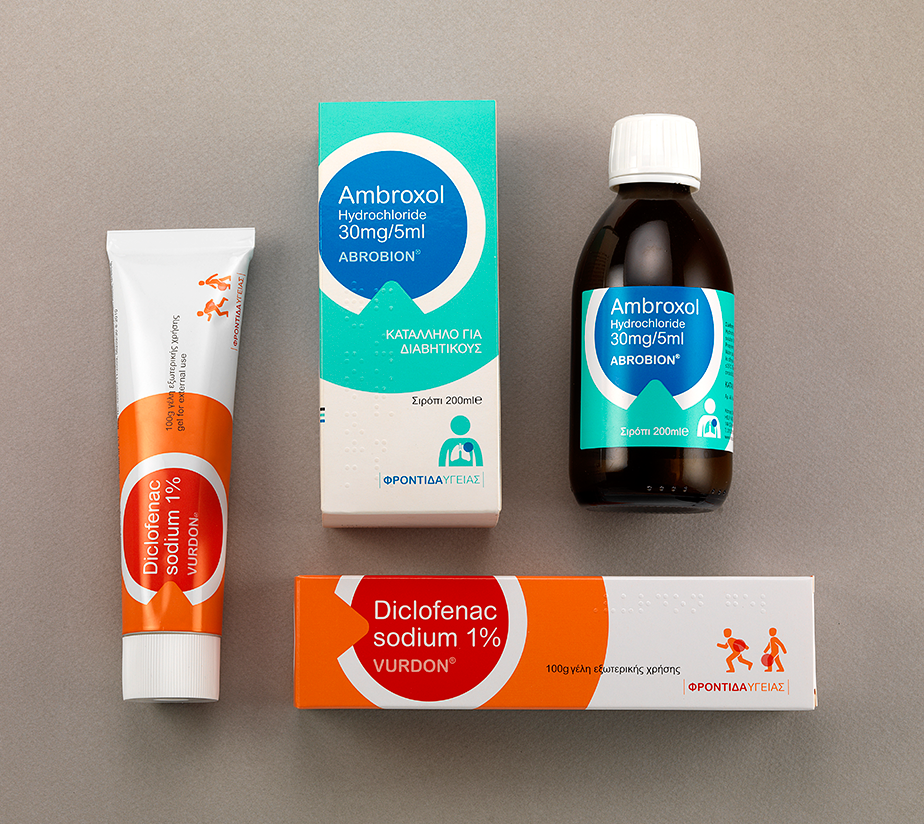 Ambroxol
Hydrochloride
30mg/5ml
ABROBION®
ΚΑΤΑΛΛΗΛΟ ΓΙΑ
ΔΙΑΒΗΤΙΚΟΥΣ
Σιρόπι 200ml℮
ΦΡΟΝΤΙΔΑΥΓΕΙΑΣ
Ambroxol
Hydrochloride
30mg/5ml
ABROBION®
Σιρόπι 200ml℮
ΦΡΟΝΤΙΔΑΥΓΕΙΑΣ
100g γέλη εξωτερικής χρήσης
gel for external use
Diclofenac
sodium 1%
VURDON®
Diclofenac
sodium 1%
VURDON®
100g γέλη εξωτερικής χρήσης
ΦΡΟΝΤΙΔΑΥΓΕΙΑΣ